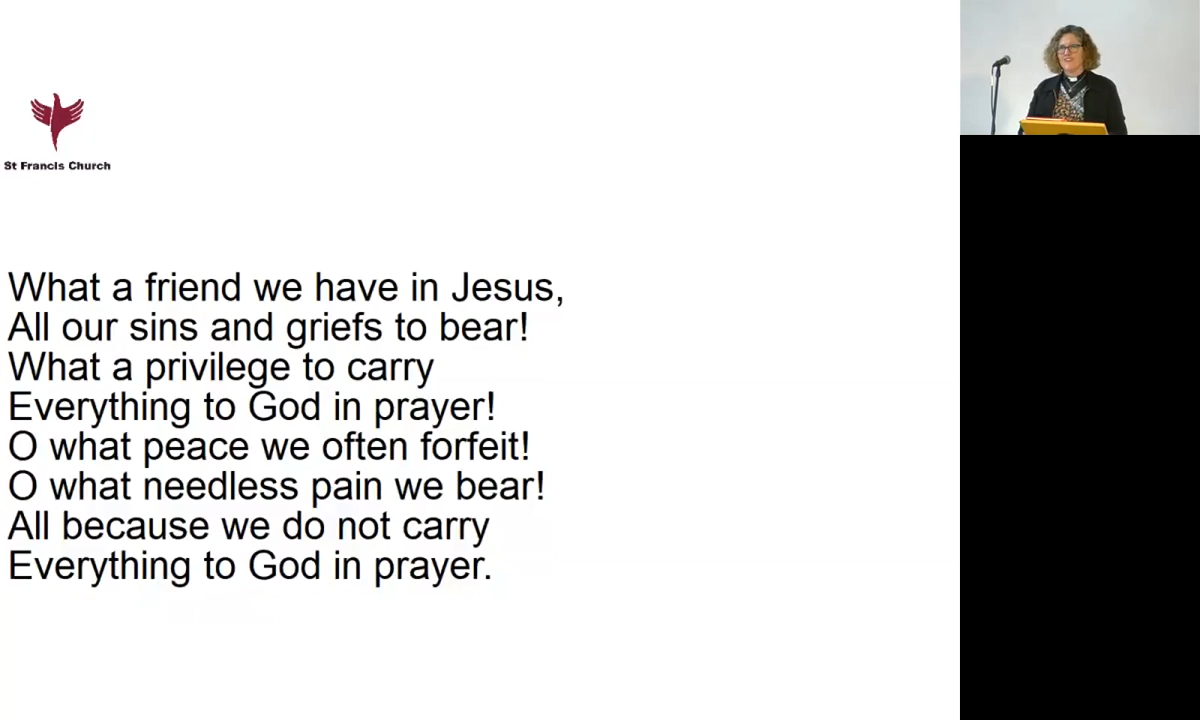 St Francis Church
What a friend we have in Jesus,
All our sins and griefs to bear!
What a privilege to carry
Everything to God in prayer!
O what peace we often forfeit!
O what needless pain we bear!
All because we do not carry
Everything to God in prayer.